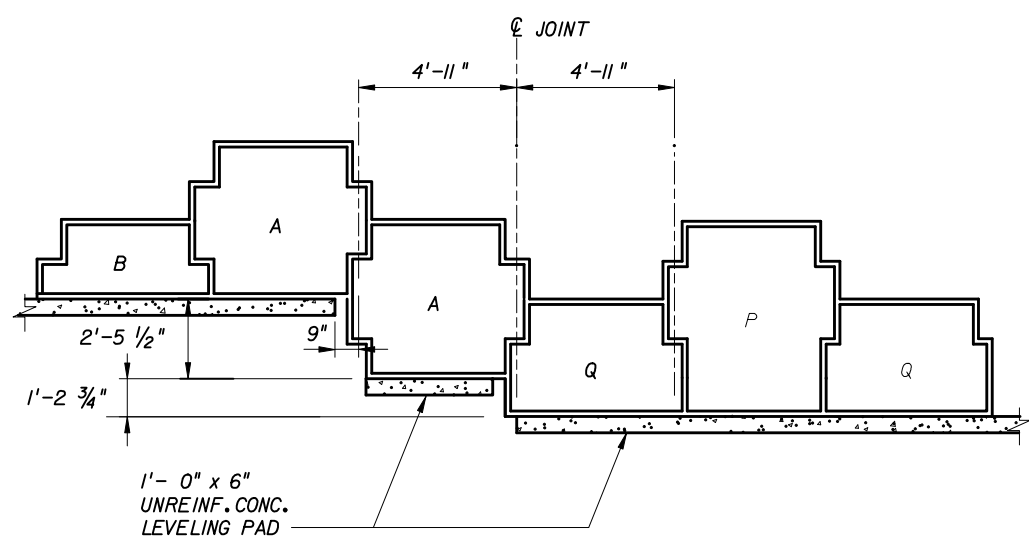 ℄ JOINT
4'-11" 4'-11"
A
B
A
P
2'-5 ½"
9"
Q Q
1'-2 ¾"
1'- 0" x 6"
UNREINF. CONC.
LEVELING PAD